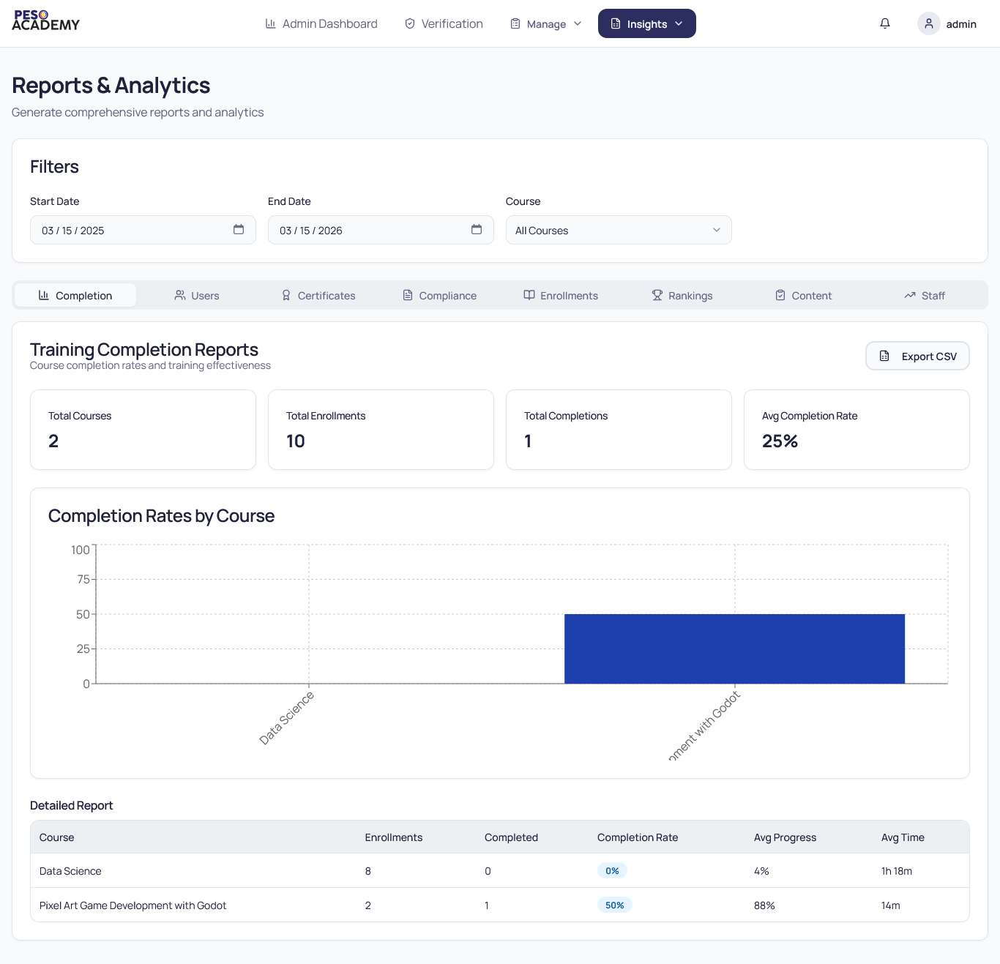 PESO
ACADEMY
Admin Dashboard Verification Manage Insights admin
Reports & Analytics
Generate comprehensive reports and analytics
Filters
Start Date End Date Course
03 / 15 / 2025 03 / 15 / 2026 All Courses
Completion Users Certificates Compliance Enrollments Rankings Content Staff
Training Completion Reports
Course completion rates and training effectiveness
Export CSV
Total Courses Total Enrollments Total Completions Avg Completion Rate
2 10 1 25%
Completion Rates by Course
100
75
50
25
0
Data Science
pment with Godot
Detailed Report
Course Enrollments Completed Completion Rate Avg Progress Avg Time
Data Science 8 0 0% 4% 1h 18m
Pixel Art Game Development with Godot 2 1 50% 88% 14m